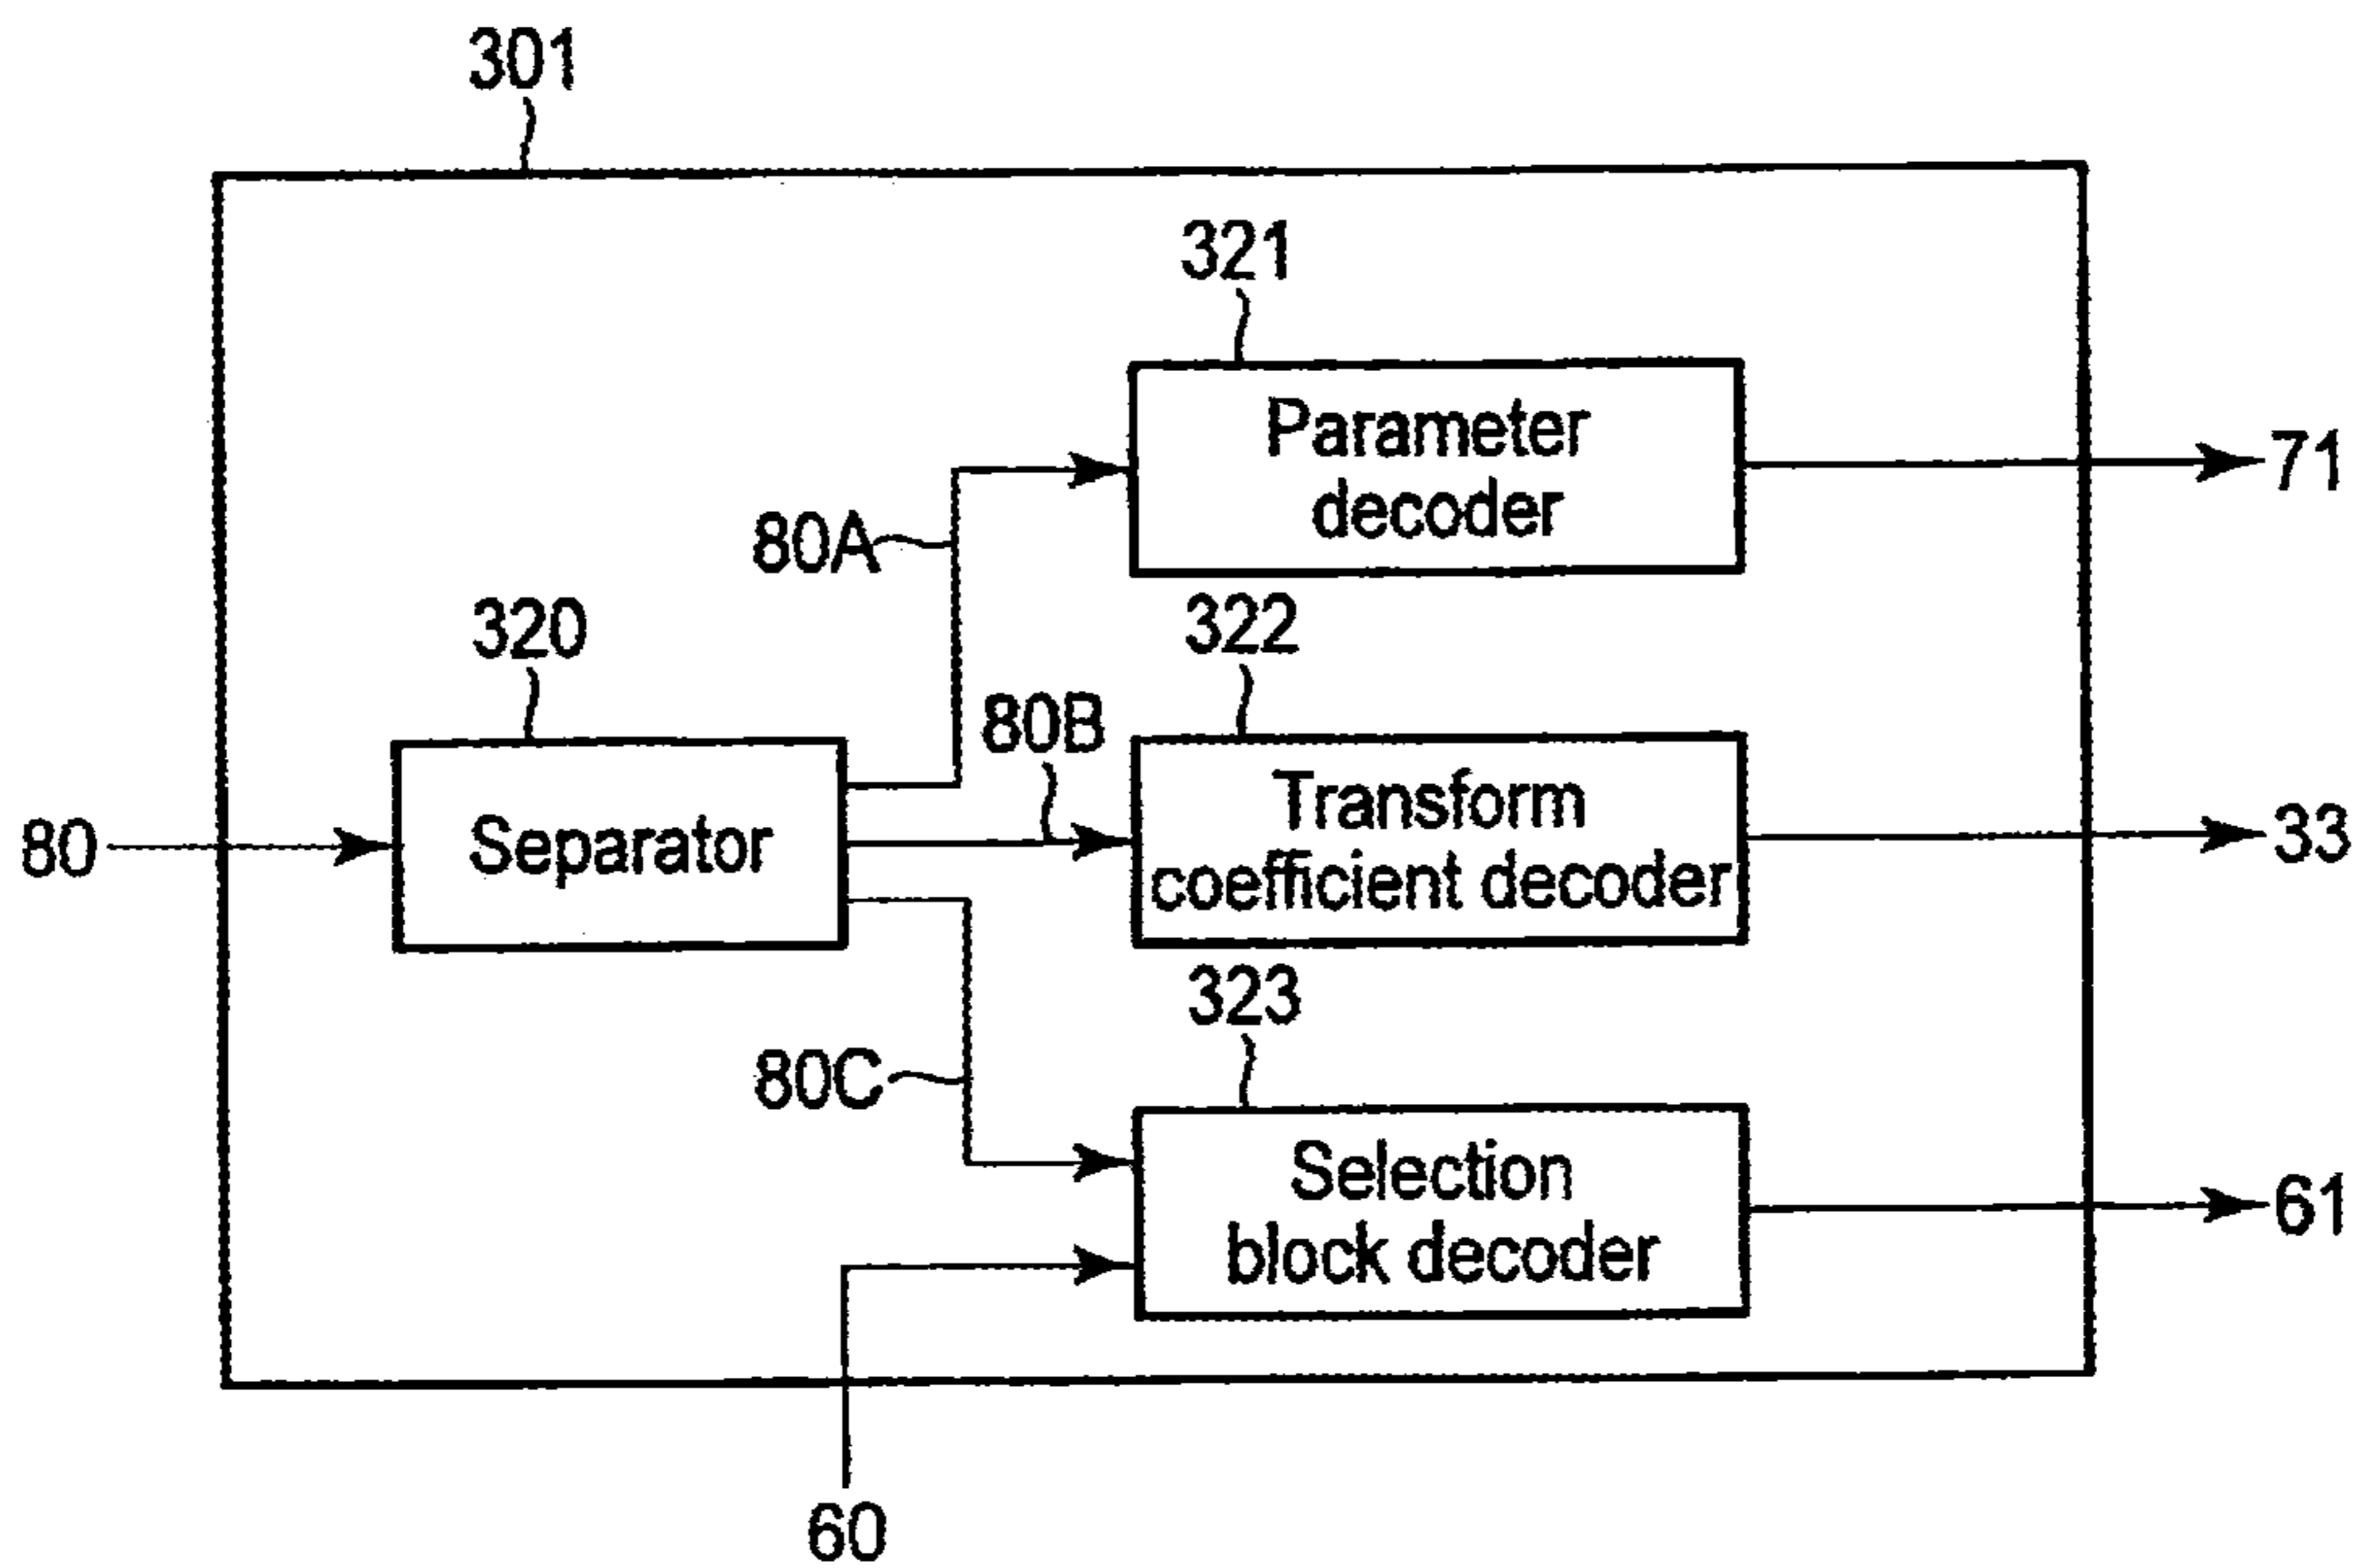 301
321
Parameter
decoder
71
80A
320
322
80B
Transform
coefficient decoder
33
80
Separator
323
80C
Selection
block decoder
61
60